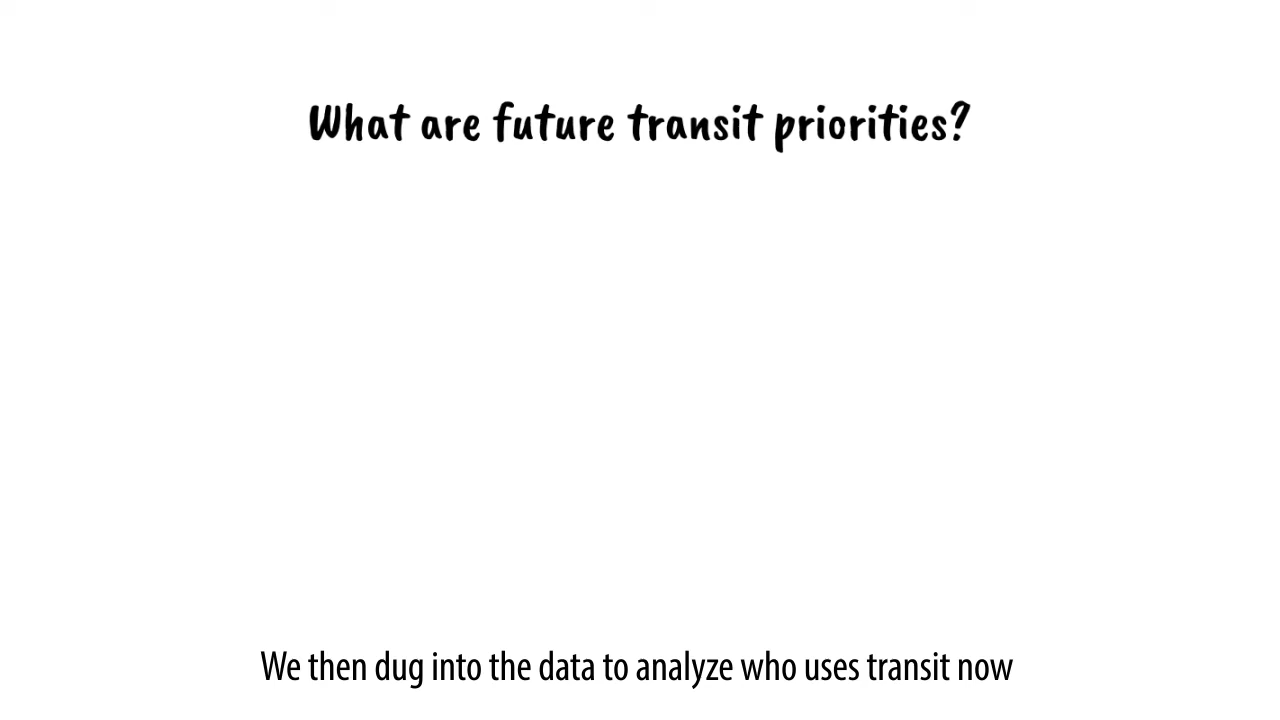 What are future transit priorities?
We then dug into the data to analyze who uses transit now